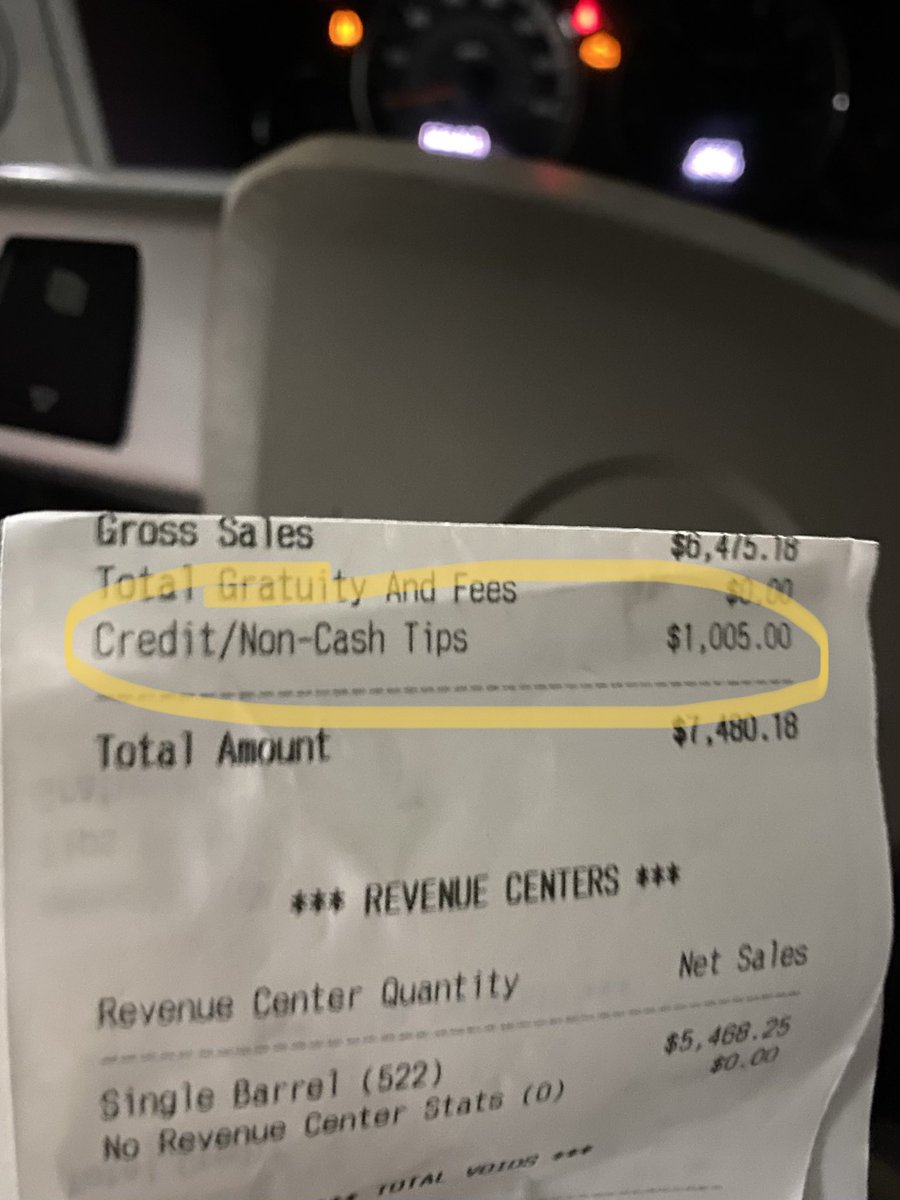 Gross Sales $6,475.18
Total Gratuity And Fees $0.00
Credit/Non-Cash Tips $1,005.00
Total Amount $7,480.18
*** REVENUE CENTERS ***
Revenue Center Quantity Net Sales
Single Barrel (522) $5,468.25
No Revenue Center Stats (0) $0.00
*** TOTAL VOIDS ***